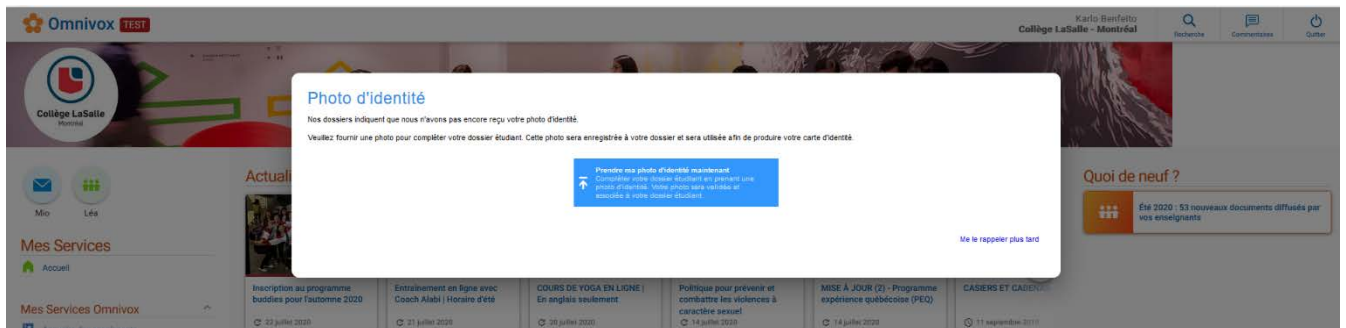 Omnivox TEST
Karlo Benfeito
Collège LaSalle - Montréal
Recherche
Commentaires
Quitter
Collège LaSalle
Montréal
Photo d'identité
Nos dossiers indiquent que nous n'avons pas encore reçu votre photo d'identité.
Veuillez fournir une photo pour compléter votre dossier étudiant. Cette photo sera enregistrée à votre dossier et sera utilisée afin de produire votre carte d'identité.
Prendre ma photo d'identité maintenant
Compléter votre dossier étudiant en prenant une
photo d'identité. Votre photo sera validée et
associée à votre dossier étudiant.
Me le rappeler plus tard
Mio
Léa
Mes Services
Accueil
Mes Services Omnivox
Actuali
Inscription au programme
buddies pour l'automne 2020
22 juillet 2020
Entraînement en ligne avec
Coach Alabi | Horaire d'été
21 juillet 2020
COURS DE YOGA EN LIGNE |
En anglais seulement
20 juillet 2020
Politique pour prévenir et
combattre les violences à
caractère sexuel
14 juillet 2020
MISE À JOUR (2) - Programme
expérience québécoise (PEQ)
14 juillet 2020
CASIERS ET CADENAS
Quoi de neuf ?
Été 2020 : 53 nouveaux documents diffusés par
vos enseignants